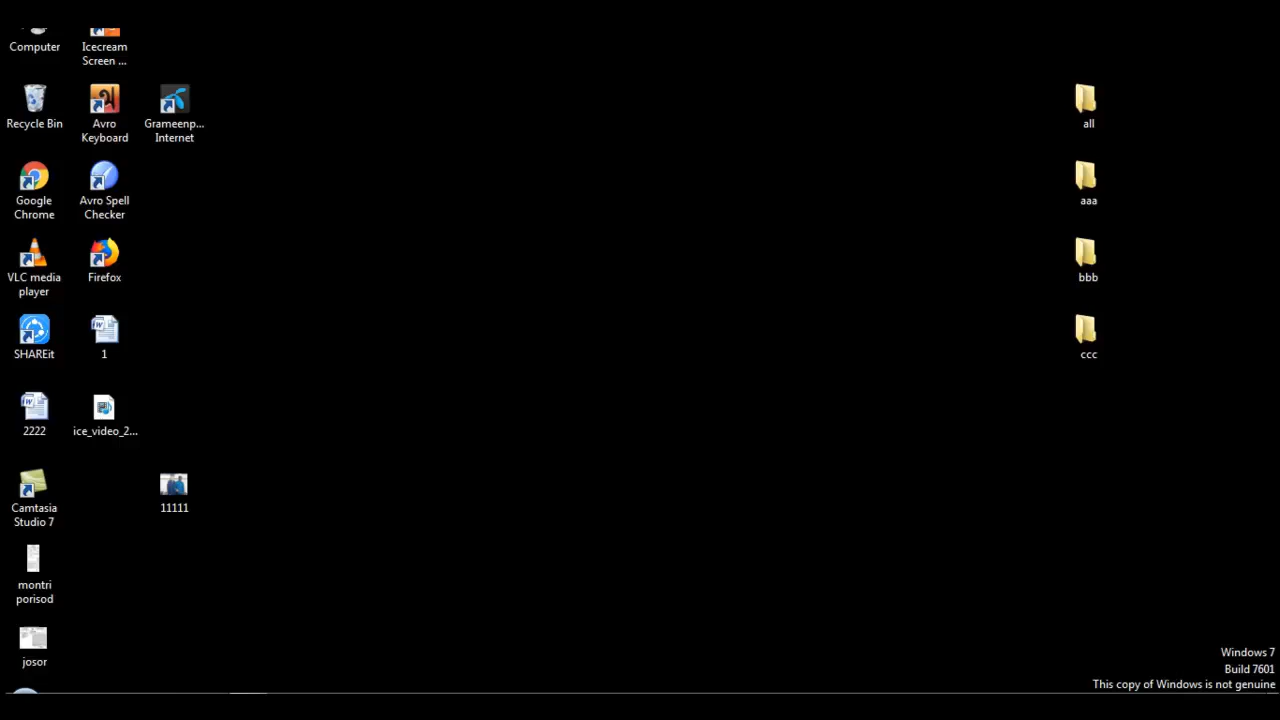 Computer
Icecream
Screen ...
Recycle Bin
Avro
Keyboard
Grameenp...
Internet
all
Google
Chrome
Avro Spell
Checker
aaa
VLC media
player
Firefox
bbb
SHAREit
1
ccc
2222
ice_video_2...
Camtasia
Studio 7
11111
montri
porisod
josor
Windows 7
Build 7601
This copy of Windows is not genuine